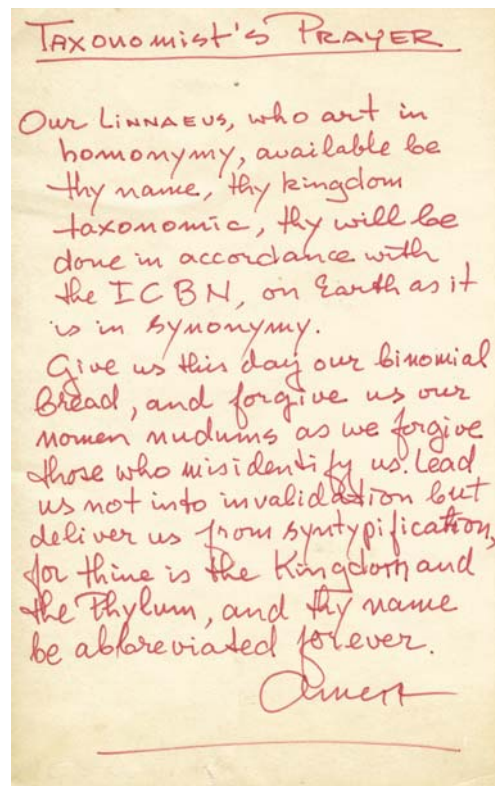 TAXONOMIST'S PRAYER
Our LINNAEUS, who art in
homonymy, available be
thy name, thy kingdom
taxonomic, thy will be
done in accordance with
the ICBN, on Earth as it
is in synonymy.
Give us this day our binomial
bread, and forgive us our
nomen nudums as we forgive
those who misidentify us. Lead
us not into invalidation but
deliver us from syntypification,
for thine is the Kingdom and
the Phylum, and thy name
be abbreviated forever.